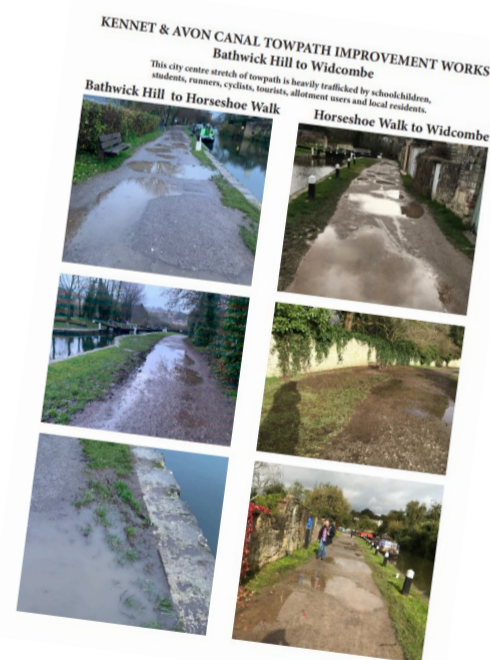 KENNET & AVON CANAL TOWPATH IMPROVEMENT WORKS
Bathwick Hill to Widcombe
This city centre stretch of towpath is heavily trafficked by schoolchildren,
students, runners, cyclists, tourists, allotment users and local residents.
Bathwick Hill to Horseshoe Walk
Horseshoe Walk to Widcombe